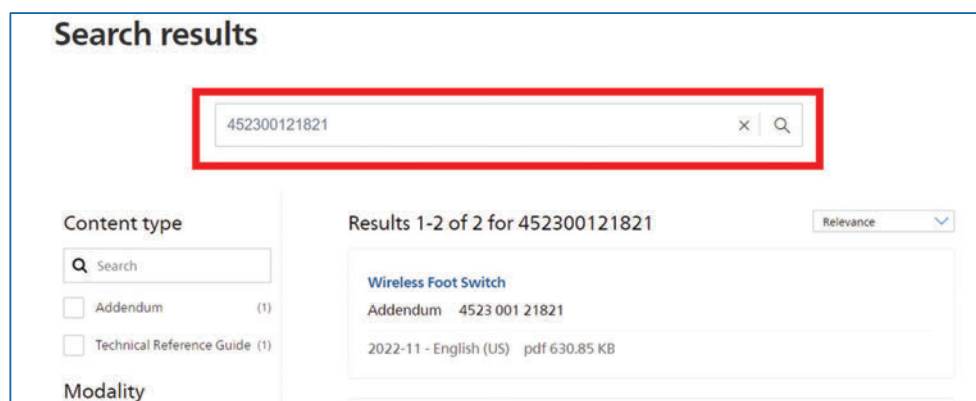 Search results
452300121821
Content type
Search
Addendum (1)
Technical Reference Guide (1)
Modality
Results 1-2 of 2 for 452300121821
Relevance
Wireless Foot Switch
Addendum 4523 001 21821
2022-11 - English (US) pdf 630.85 KB